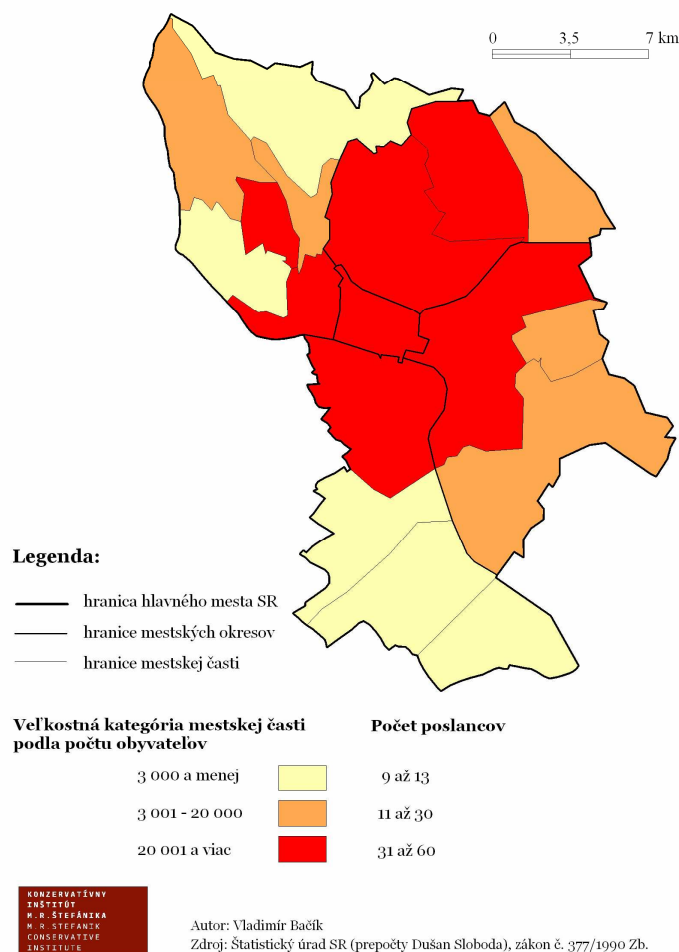 0 3,5 7 km
Legenda:
hranica hlavného mesta SR
hranice mestských okresov
hranice mestskej časti
Veľkostná kategória mestskej časti
podla počtu obyvateľov
Počet poslancov
3 000 a menej
9 až 13
3 001 - 20 000
11 až 30
20 001 a viac
31 až 60
KONZERVATÍVNY
INŠTITÚT
M.R.ŠTEFÁNIKA
M.R.STEFANIK
CONSERVATIVE
INSTITUTE
Autor: Vladimír Bačík
Zdroj: Štatistický úrad SR (prepočty Dušan Sloboda), zákon č. 377/1990 Zb.